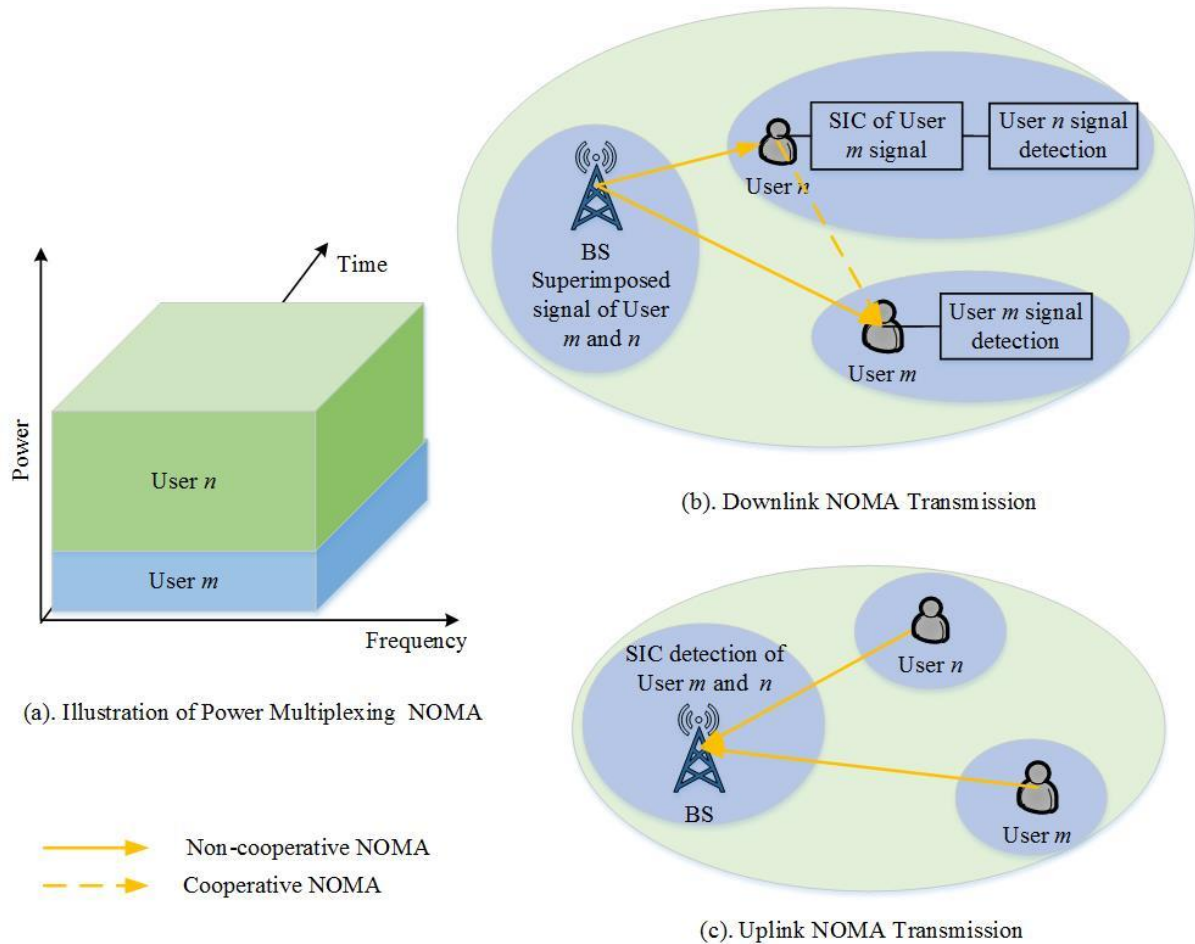 Power
Time
User n
User m
Frequency
(a). Illustration of Power Multiplexing NOMA
Non-cooperative NOMA
Cooperative NOMA
BS
Superimposed
signal of User
m and n
User n
SIC of User
m signal
User n signal
detection
User m
User m signal
detection
(b). Downlink NOMA Transmission
SIC detection of
User m and n
BS
User n
User m
(c). Uplink NOMA Transmission